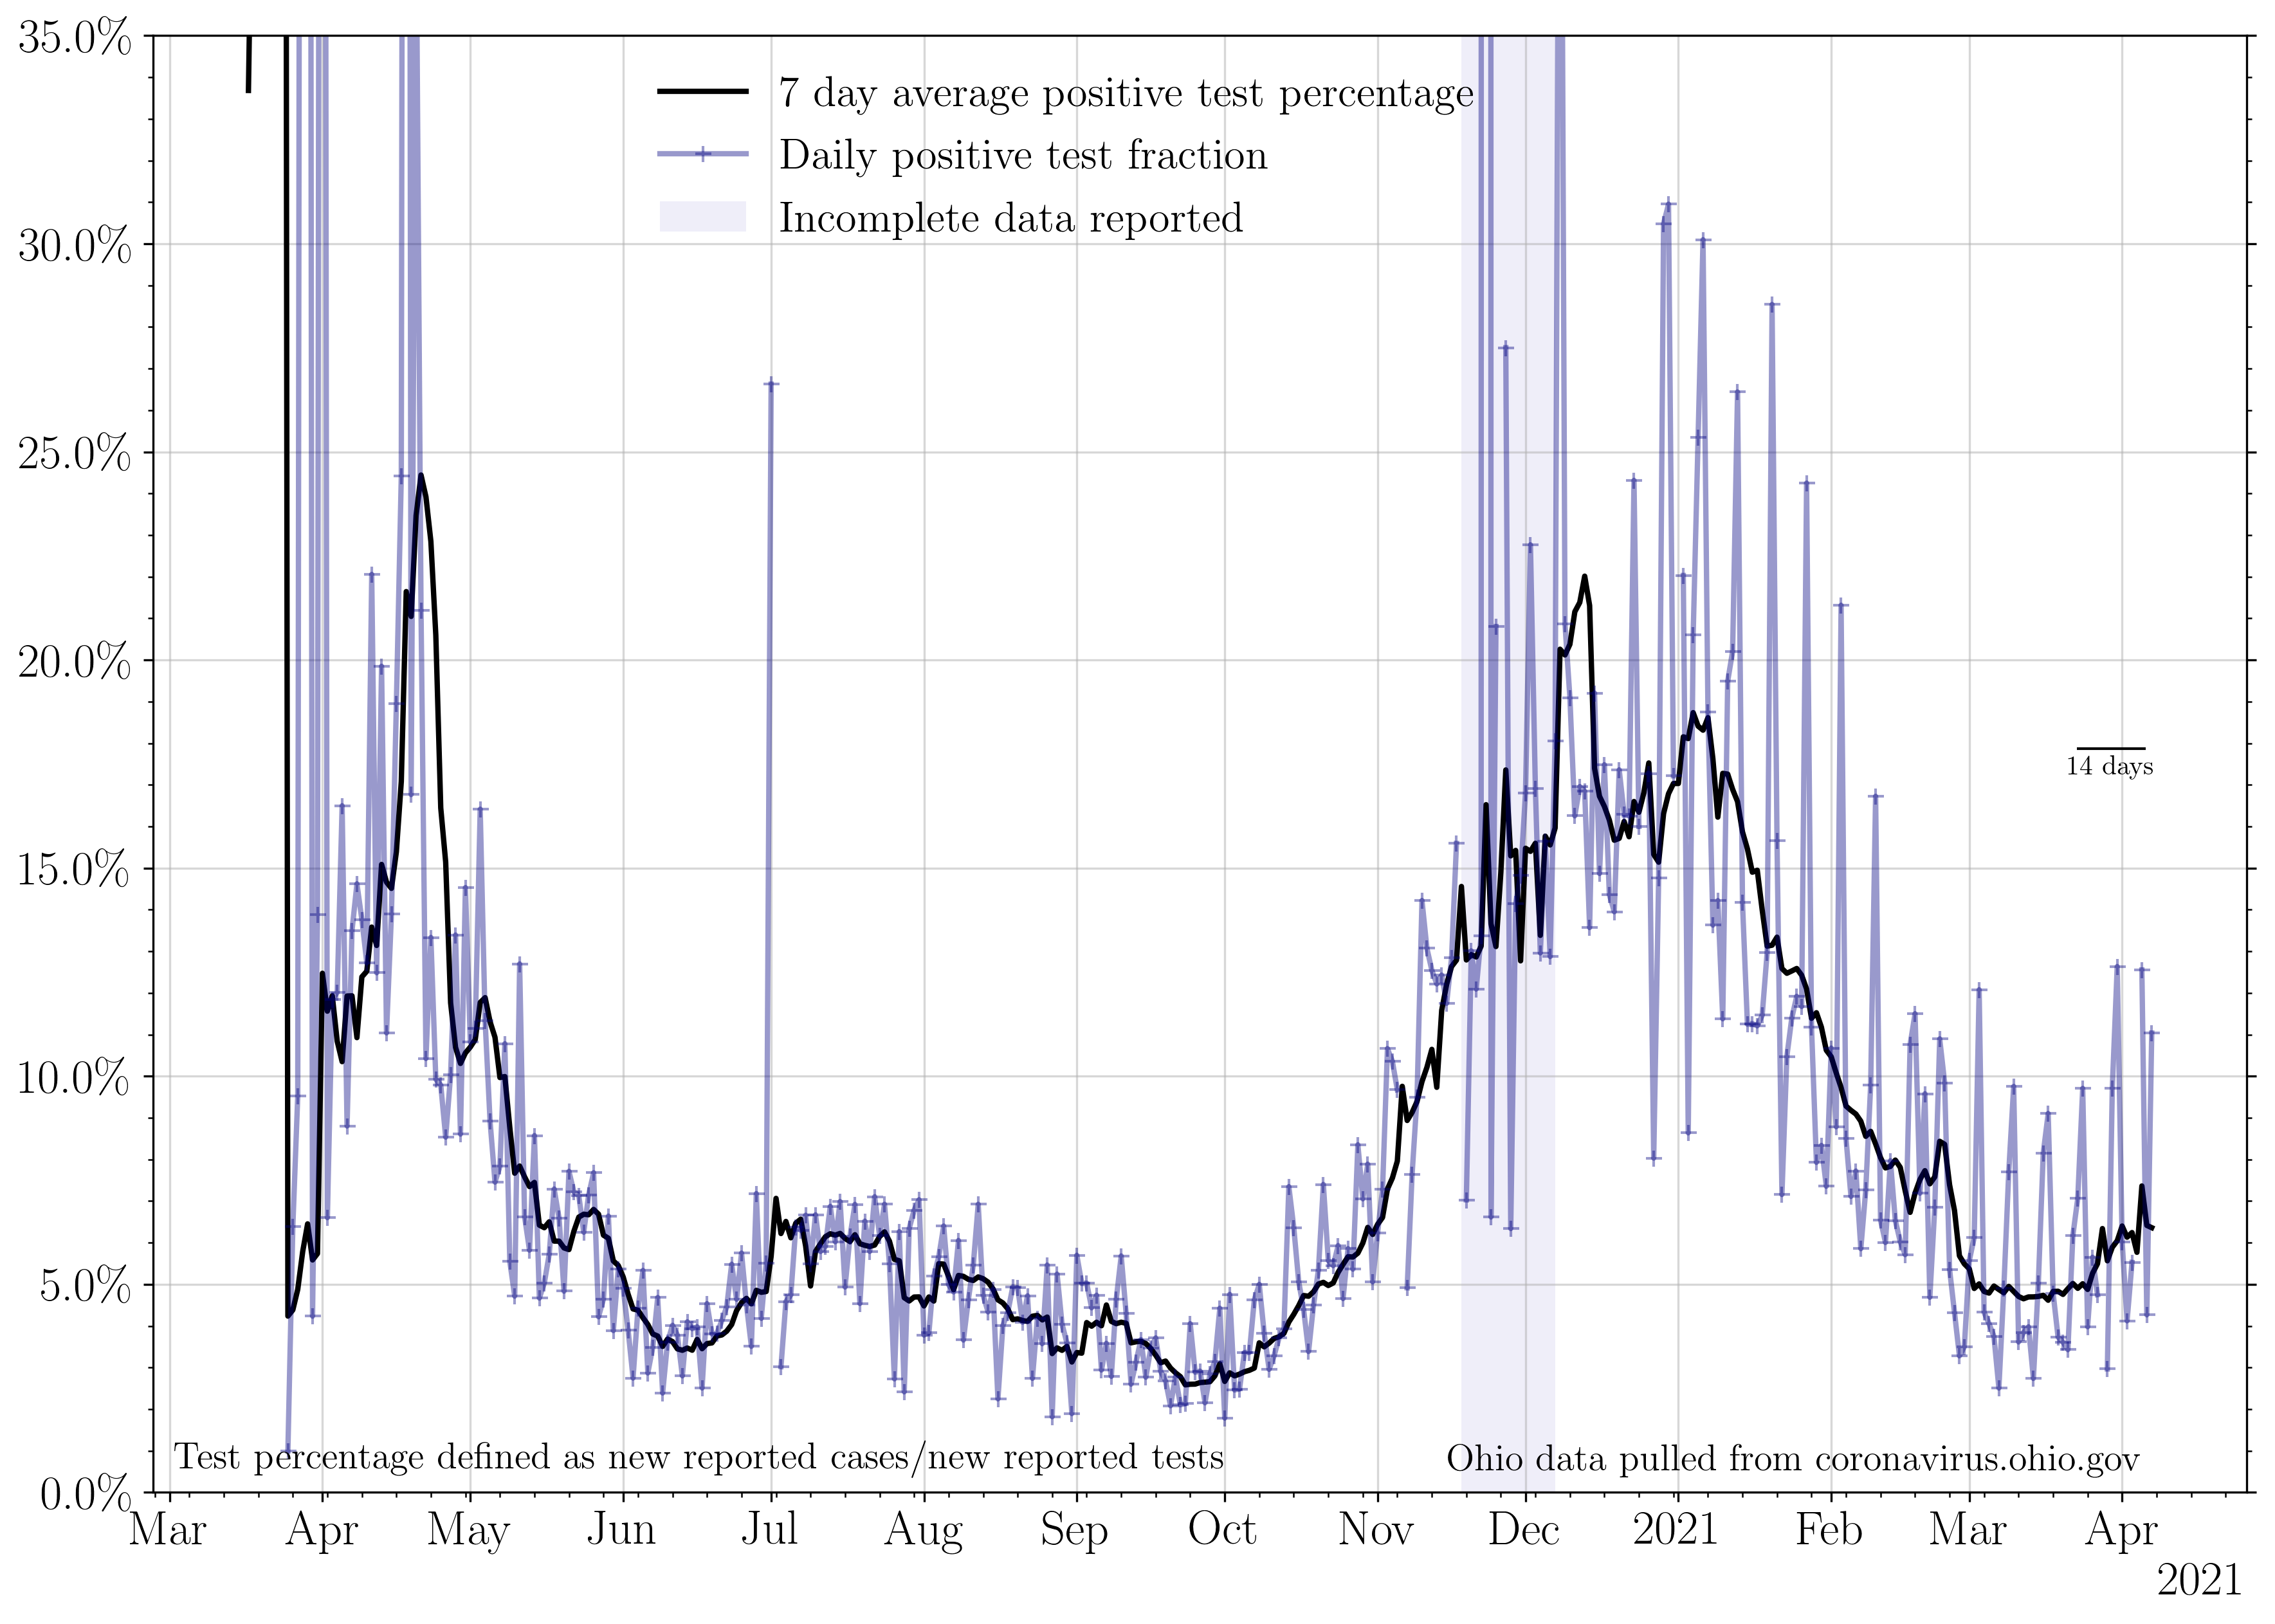 35.0%
30.0%
25.0%
20.0%
15.0%
10.0%
5.0%
0.0%
7 day average positive test percentage
Daily positive test fraction
Incomplete data reported
14 days
Test percentage defined as new reported cases/new reported tests
Ohio data pulled from coronavirus.ohio.gov
Mar Apr May Jun Jul Aug Sep Oct Nov Dec 2021 Feb Mar Apr
2021